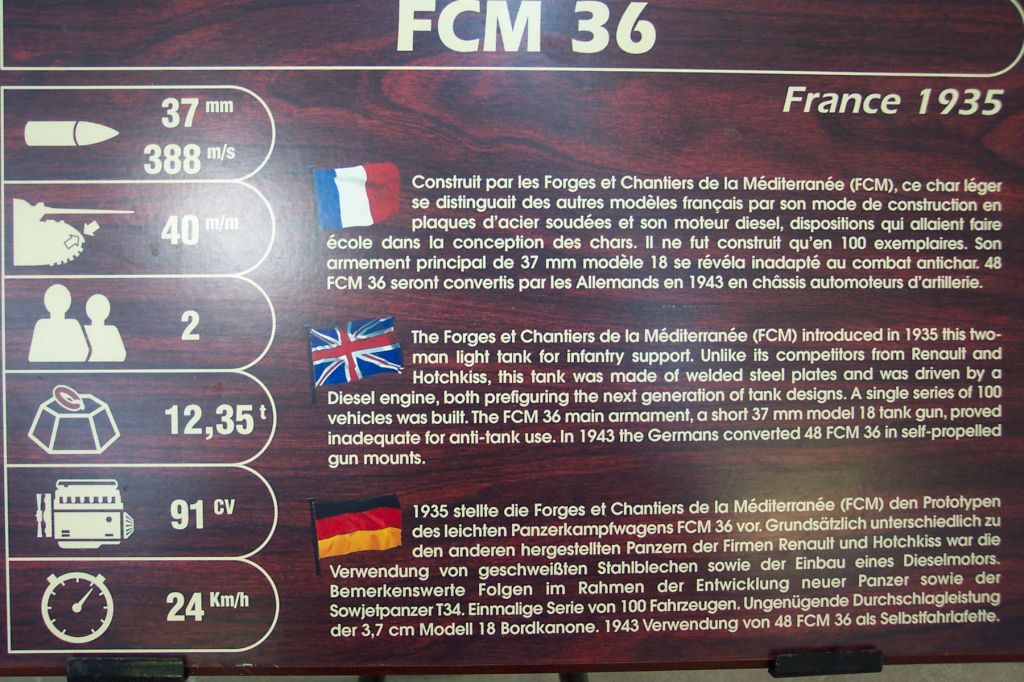 FCM 36
France 1935
37 mm
388 m/s
40 m/m
2
12,35 t
91 CV
24 Km/h
Construit par les Forges et Chantiers de la Méditerranée (FCM), ce char léger
se distinguait des autres modèles français par son mode de construction en
plaques d'acier soudées et son moteur diesel, dispositions qui allaient faire
école dans la conception des chars. Il ne fut construit qu'en 100 exemplaires. Son
armement principal de 37 mm modèle 18 se révéla inadapté au combat antichar. 48
FCM 36 seront convertis par les Allemands en 1943 en châssis automoteurs d'artillerie.
The Forges et Chantiers de la Méditerranée (FCM) introduced in 1935 this two-
man light tank for infantry support. Unlike its competitors from Renault and
Hotchkiss, this tank was made of welded steel plates and was driven by a
Diesel engine, both prefiguring the next generation of tank designs. A single series of 100
vehicles was built. The FCM 36 main armament, a short 37 mm model 18 tank gun, proved
inadequate for anti-tank use. In 1943 the Germans converted 48 FCM 36 in self-propelled
gun mounts.
1935 stellte die Forges et Chantiers de la Méditerranée (FCM) den Prototypen
des leichten Panzerkampfwagens FCM 36 vor. Grundsätzlich unterschiedlich zu
den anderen hergestellten Panzern der Firmen Renault und Hotchkiss war die
Verwendung von geschweißten Stahlblechen sowie der Einbau eines Dieselmotors.
Bemerkenswerte Folgen im Rahmen der Entwicklung neuer Panzer sowie der
Sowjetpanzer T34. Einmalige Serie von 100 Fahrzeugen. Ungenügende Durchschlagleistung
der 3,7 cm Modell 18 Bordkanone. 1943 Verwendung von 48 FCM 36 als Selbstfahrlafette.